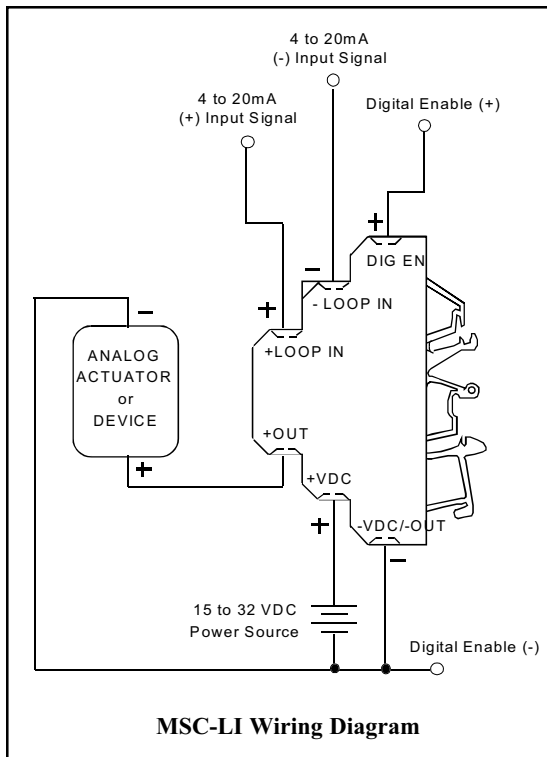 4 to 20mA
(-) Input Signal
4 to 20mA
(+) Input Signal
Digital Enable (+)
+
DIG EN
-
- LOOP IN
+
+LOOP IN
-
ANALOG
ACTUATOR
or
DEVICE
+
+OUT
+VDC
+
-VDC/-OUT
-
15 to 32 VDC
Power Source
Digital Enable (-)
MSC-LI Wiring Diagram